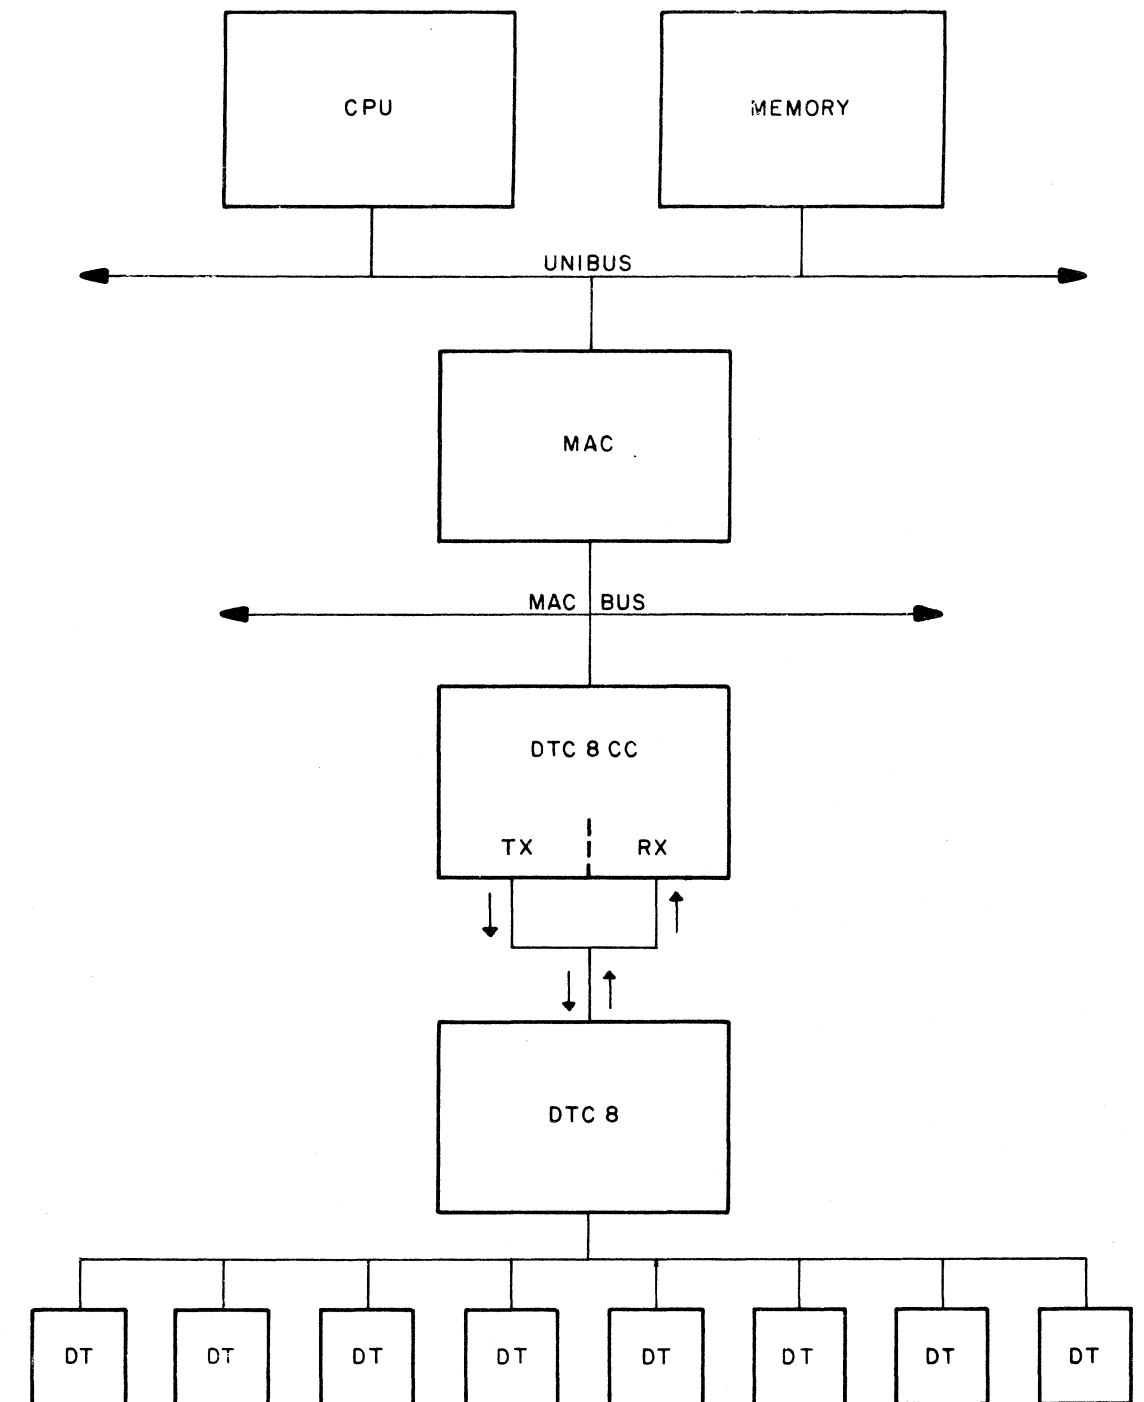 CPU
MEMORY
UNIBUS
MAC
MAC BUS
DTC 8 CC
TX RX
DTC 8
DT DT DT DT DT DT DT DT